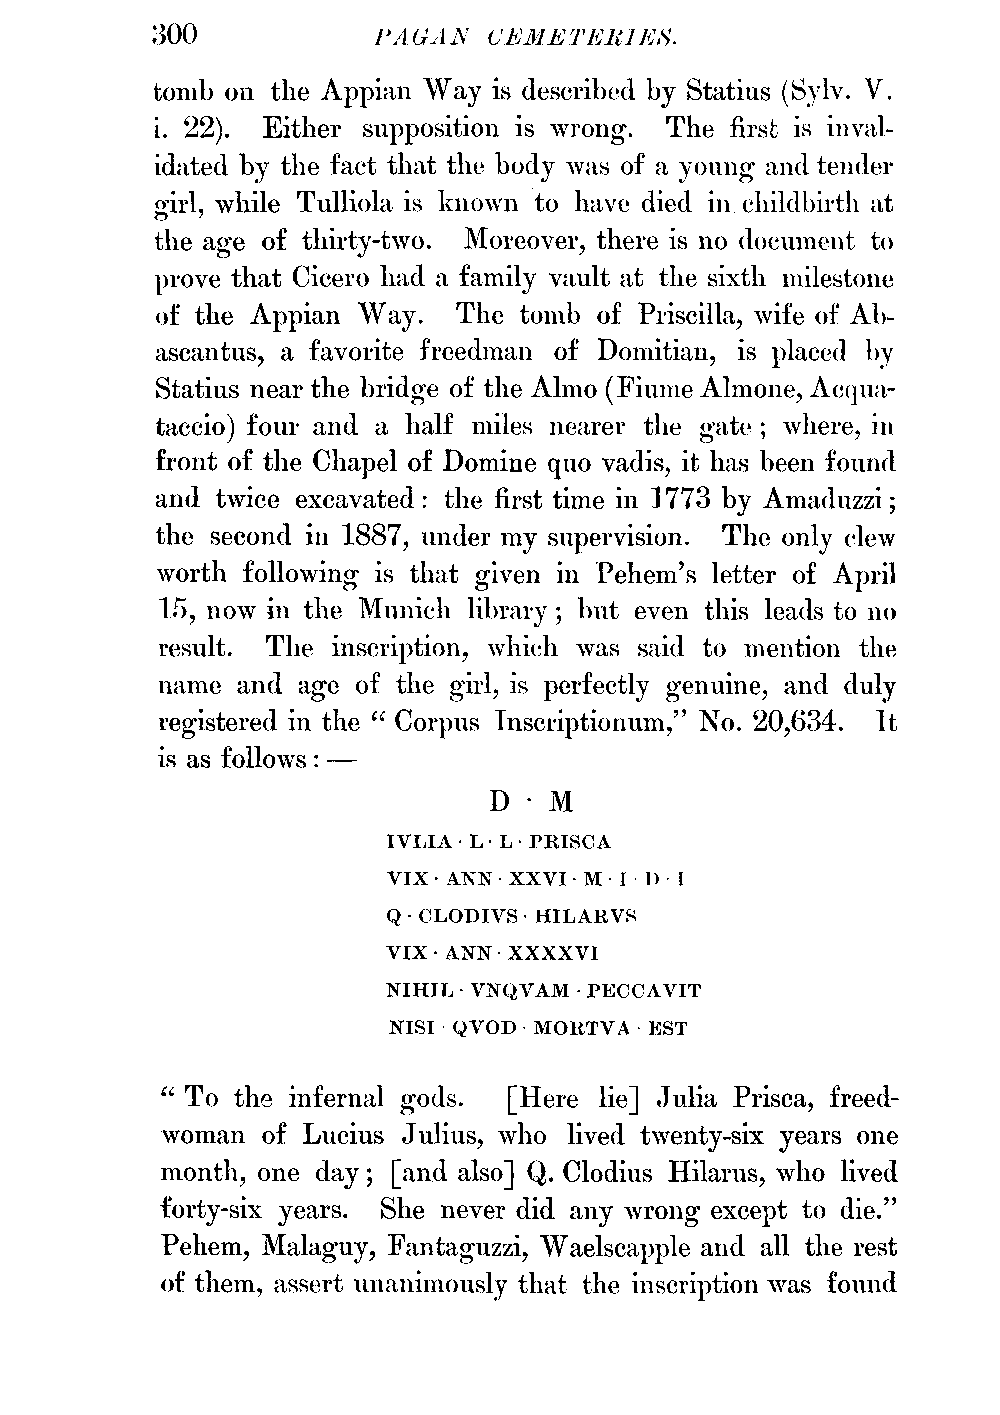 300 PAGAN CEMETERIES.
tomb on the Appian Way is described by Statius (Sylv. V.
i. 22). Either supposition is wrong. The first is inval-
idated by the fact that the body was of a young and tender
girl, while Tulliola is known to have died in childbirth at
the age of thirty-two. Moreover, there is no document to
prove that Cicero had a family vault at the sixth milestone
of the Appian Way. The tomb of Priscilla, wife of Ab-
ascantus, a favorite freedman of Domitian, is placed by
Statius near the bridge of the Almo (Fiume Almone, Acqua-
taccio) four and a half miles nearer the gate; where, in
front of the Chapel of Domine quo vadis, it has been found
and twice excavated: the first time in 1773 by Amaduzzi;
the second in 1887, under my supervision. The only clew
worth following is that given in Pehem's letter of April
15, now in the Munich library; but even this leads to no
result. The inscription, which was said to mention the
name and age of the girl, is perfectly genuine, and duly
registered in the "Corpus Inscriptionum," No. 20,634. It
is as follows: —
D · M
IVLIA · L · L · PRISCA
VIX · ANN · XXVI · M · I · D · I
Q · CLODIVS · HILARVS
VIX · ANN · XXXXVI
NIHIL · VNQVAM · PECCAVIT
NISI · QVOD · MORTVA · EST
"To the infernal gods. [Here lie] Julia Prisca, freed-
woman of Lucius Julius, who lived twenty-six years one
month, one day; [and also] Q. Clodius Hilarus, who lived
forty-six years. She never did any wrong except to die."
Pehem, Malaguy, Fantaguzzi, Waelscapple and all the rest
of them, assert unanimously that the inscription was found